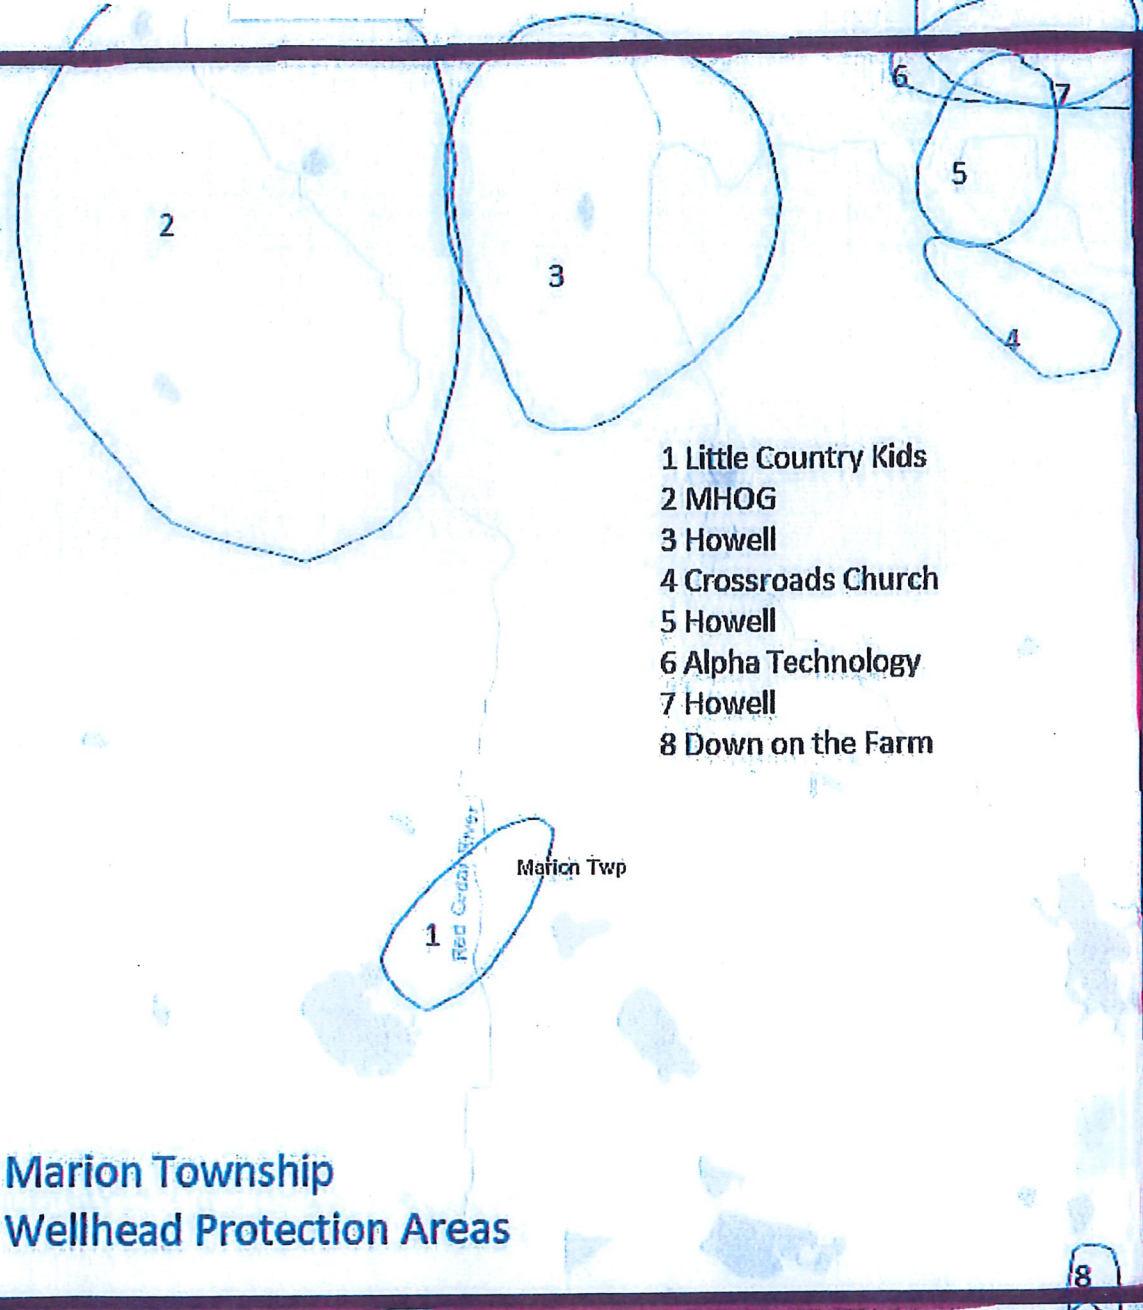 6
7
5
2
3
4
1 Little Country Kids
2 MHOG
3 Howell
4 Crossroads Church
5 Howell
6 Alpha Technology
7 Howell
8 Down on the Farm
Red Cedar River
Marion Twp
1
Marion Township
Wellhead Protection Areas
8